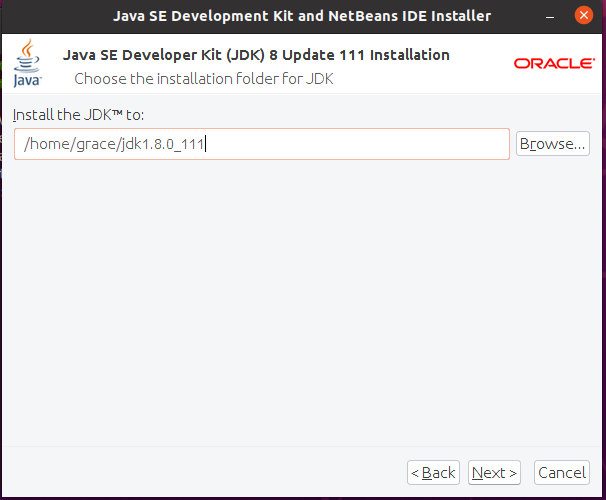 Java SE Development Kit and NetBeans IDE Installer
Java SE Developer Kit (JDK) 8 Update 111 Installation
Choose the installation folder for JDK
Java™
ORACLE®
Install the JDK™ to:
/home/grace/jdk1.8.0_111
Browse...
< Back
Next >
Cancel